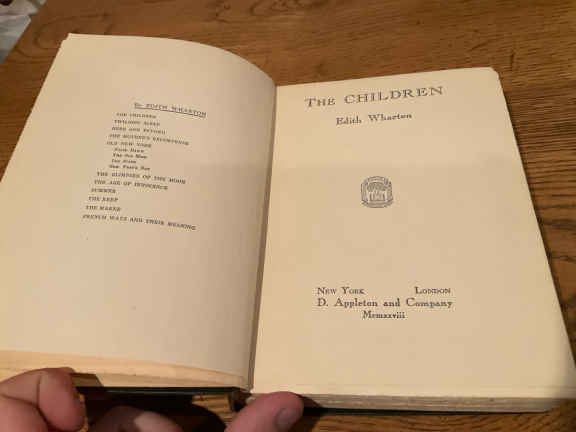 By EDITH WHARTON
THE CHILDREN
TWILIGHT SLEEP
HERE AND BEYOND
THE MOTHER'S RECOMPENSE
OLD NEW YORK
False Dawn
The Old Maid
The Spark
New Year's Day
THE GLIMPSES OF THE MOON
THE AGE OF INNOCENCE
SUMMER
THE REEF
THE MARNE
FRENCH WAYS AND THEIR MEANING
THE CHILDREN
Edith Wharton
NEW YORK LONDON
D. Appleton and Company
Mcmxxviii